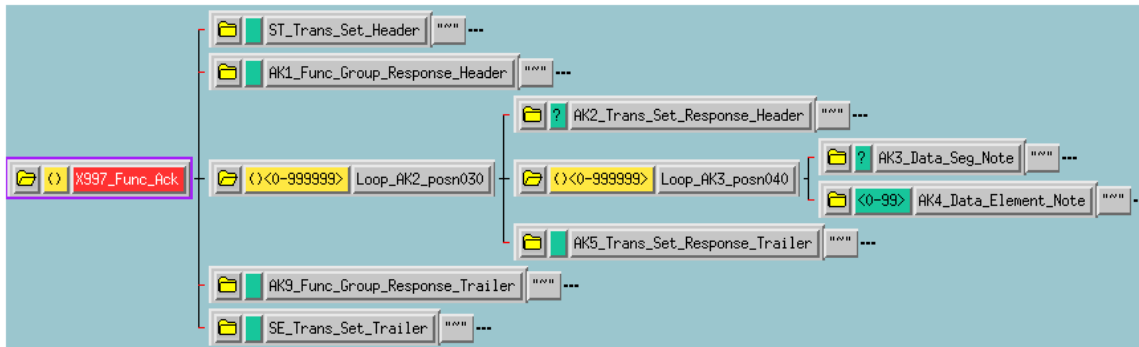 ST_Trans_Set_Header "~" ---
AK1_Func_Group_Response_Header "~" ---
? AK2_Trans_Set_Response_Header "~" ---
? AK3_Data_Seg_Note "~" ---
() X997_Func_Ack ()<0-999999> Loop_AK2_posn030 ()<0-999999> Loop_AK3_posn040
<0-99> AK4_Data_Element_Note "~" ---
AK5_Trans_Set_Response_Trailer "~" ---
AK9_Func_Group_Response_Trailer "~" ---
SE_Trans_Set_Trailer "~" ---